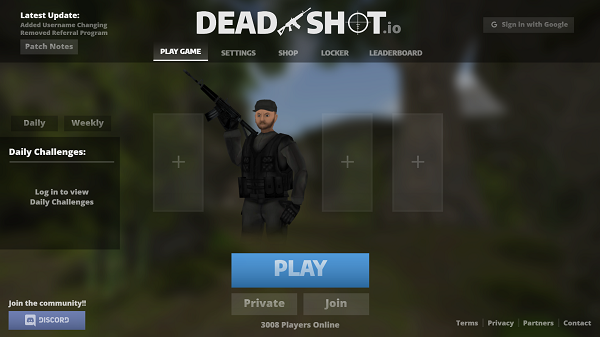 Latest Update:
Added Username Changing
Removed Referral Program
Patch Notes
DEADSHOT.io
G Sign in with Google
PLAY GAME
SETTINGS
SHOP
LOCKER
LEADERBOARD
Daily
Weekly
Daily Challenges:
Log in to view
Daily Challenges
+
+
+
PLAY
Private
Join
3008 Players Online
Join the community!!
DISCORD
Terms
Privacy
Partners
Contact